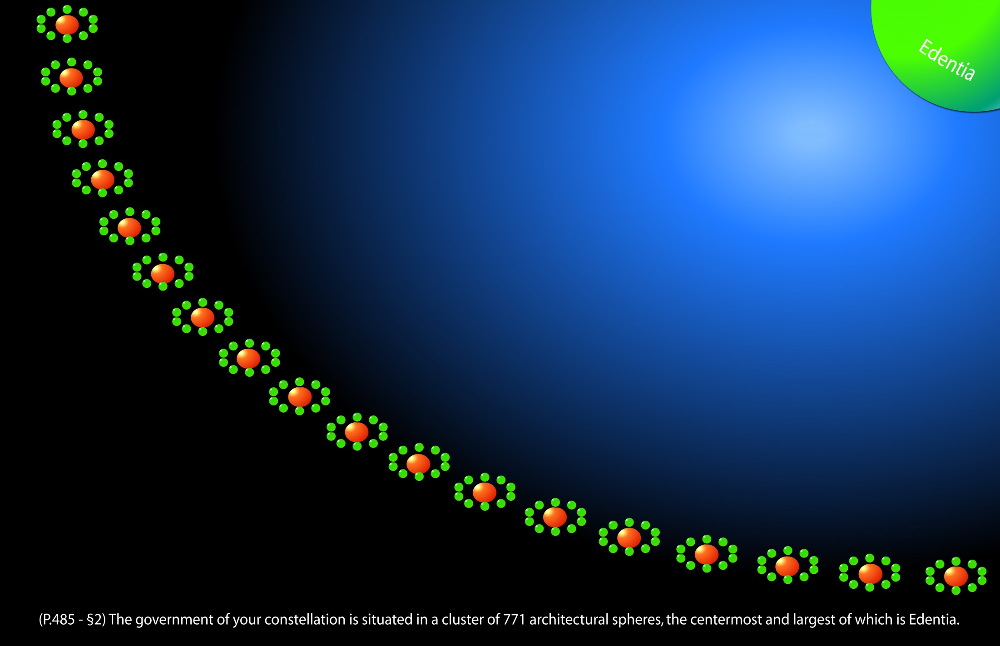 Edentia
(P.485 - §2) The government of your constellation is situated in a cluster of 771 architectural spheres, the centermost and largest of which is Edentia.